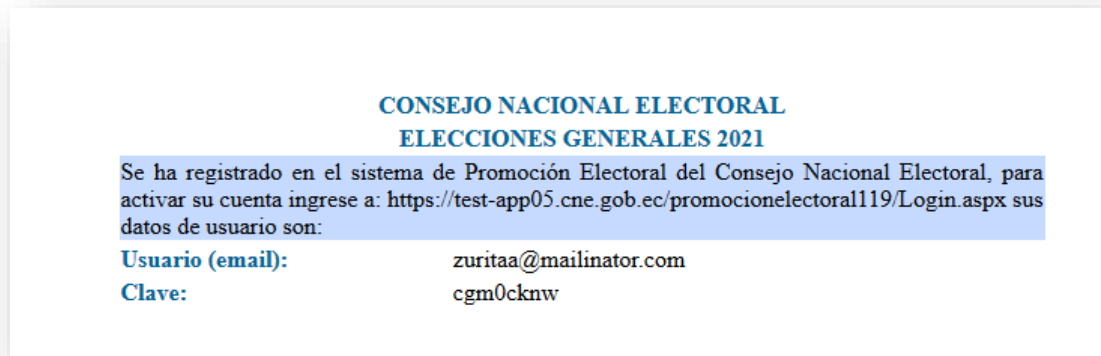 CONSEJO NACIONAL ELECTORAL
ELECCIONES GENERALES 2021
Se ha registrado en el sistema de Promoción Electoral del Consejo Nacional Electoral, para
activar su cuenta ingrese a: https://test-app05.cne.gob.ec/promocionelectoral119/Login.aspx sus
datos de usuario son:
Usuario (email): zuritaa@mailinator.com
Clave: cgm0cknw